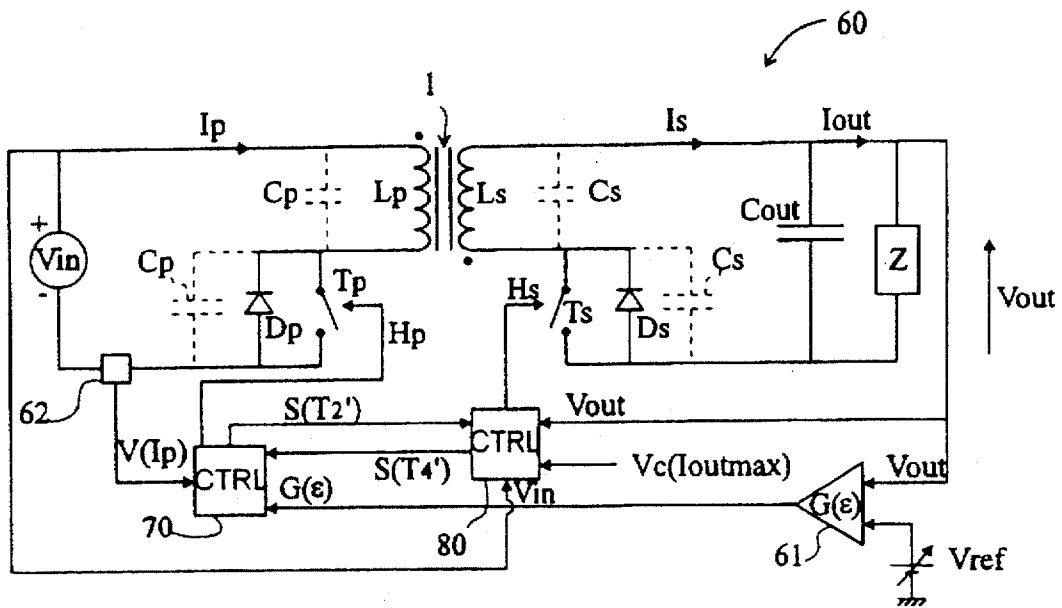 60
1
Ip
Is
Iout
Cp
Lp
Ls
Cs
Cout
+
Vin
-
Cp
Tp
Hs
Ts
Cs
Z
Vout
Dp
Hp
Ds
62
S(T2')
Vout
V(Ip)
CTRL
S(T4')
CTRL
Vc(Ioutmax)
Vout
G(ε)
Vin
G(ε)
70
80
61
Vref